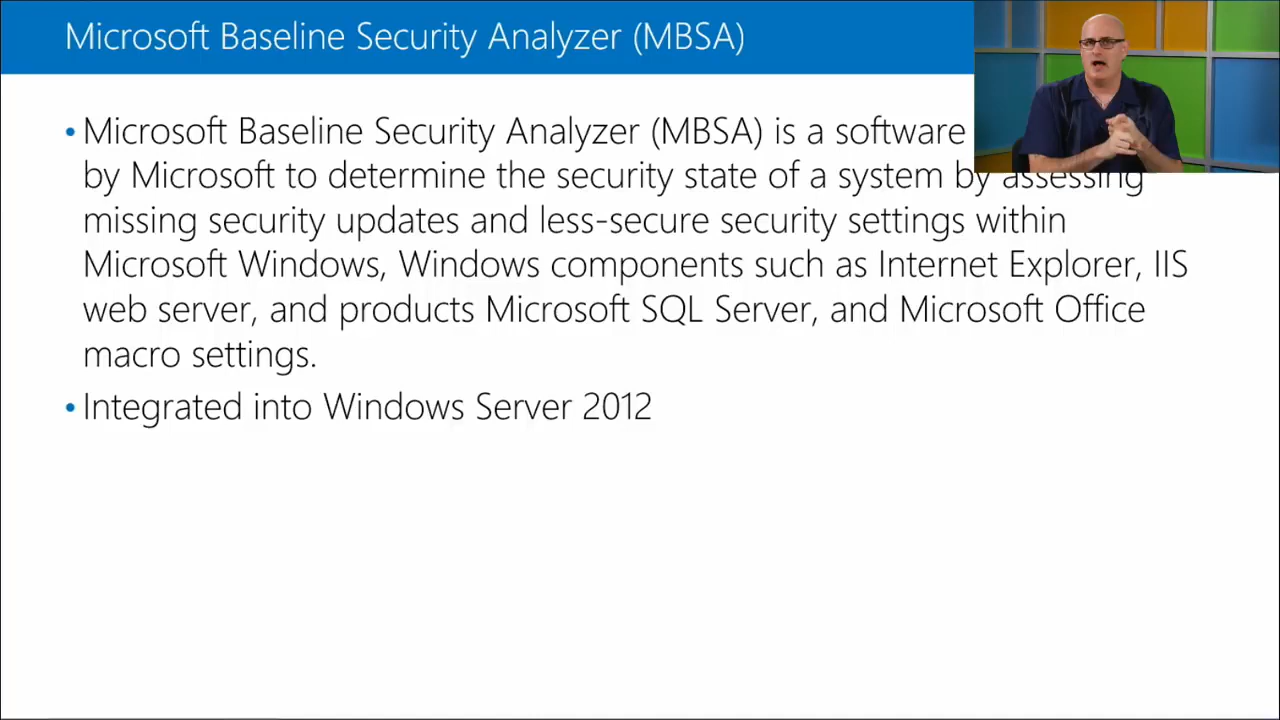 Microsoft Baseline Security Analyzer (MBSA)
• Microsoft Baseline Security Analyzer (MBSA) is a software
by Microsoft to determine the security state of a system by assessing
missing security updates and less-secure security settings within
Microsoft Windows, Windows components such as Internet Explorer, IIS
web server, and products Microsoft SQL Server, and Microsoft Office
macro settings.
• Integrated into Windows Server 2012